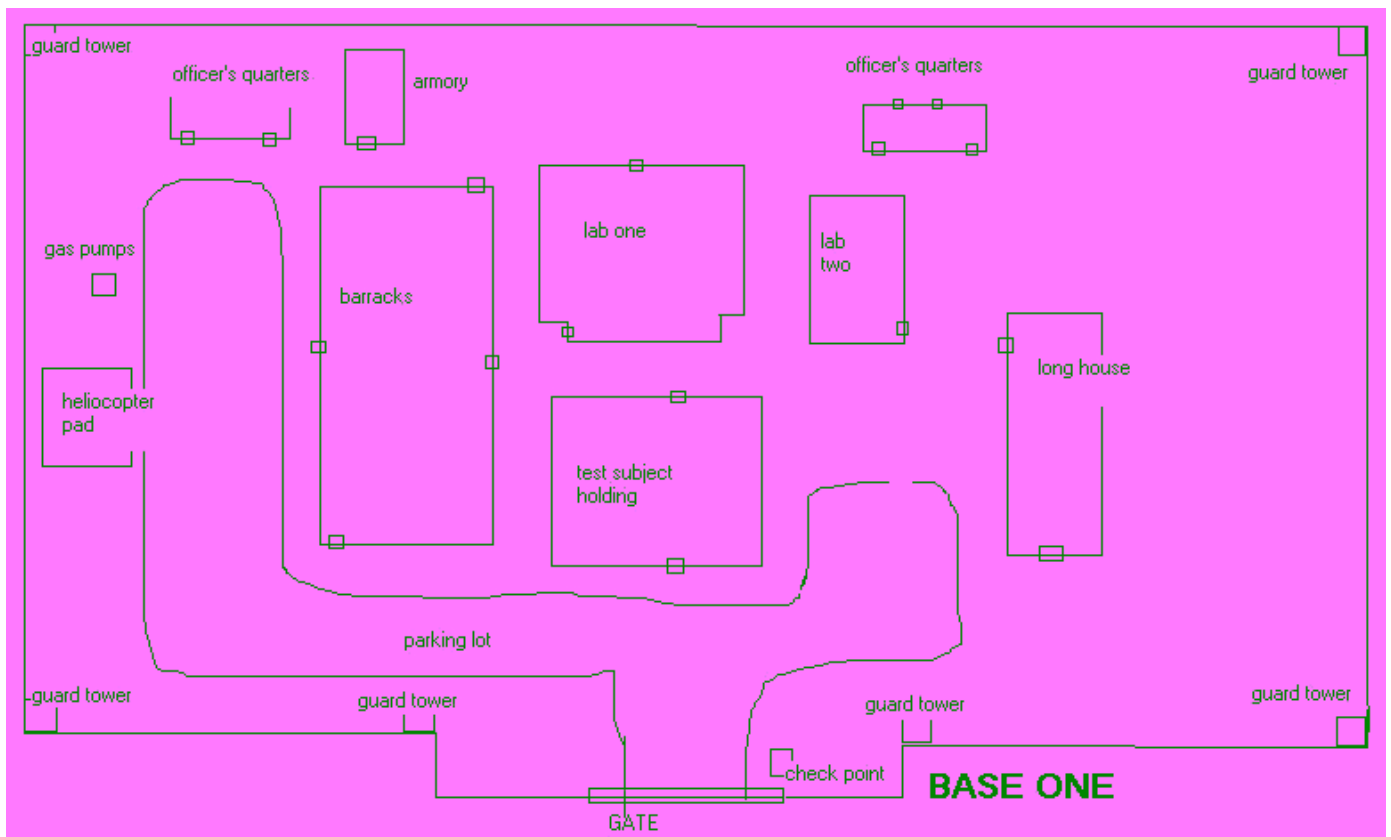 guard tower
officer's quarters
armory
officer's quarters
guard tower
gas pumps
barracks
lab one
lab
two
heliocopter
pad
long house
test subject
holding
parking lot
guard tower
guard tower
guard tower
guard tower
check point
BASE ONE
GATE